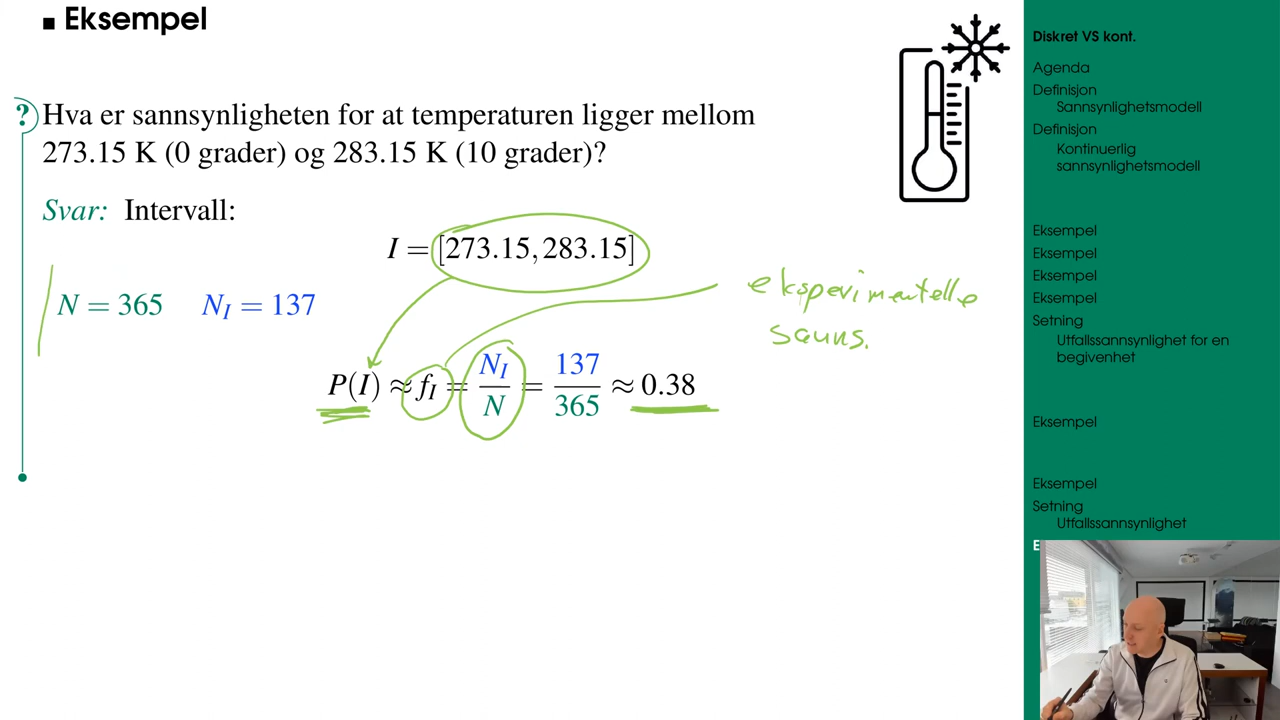 Eksempel
? Hva er sannsynligheten for at temperaturen ligger mellom
273.15 K (0 grader) og 283.15 K (10 grader)?
Svar: Intervall:
I = [273.15, 283.15]
N = 365 N_I = 137
eksperimentelle
sanns.
P(I) ≈ f_I = N_I/N = 137/365 ≈ 0.38
Diskret VS kont.
Agenda
Definisjon
Sannsynlighetsmodell
Definisjon
Kontinuerlig
sannsynlighetsmodell
Eksempel
Eksempel
Eksempel
Eksempel
Setning
Utfallssannsynlighet for en
begivenhet
Eksempel
Eksempel
Setning
Utfallssannsynlighet
E